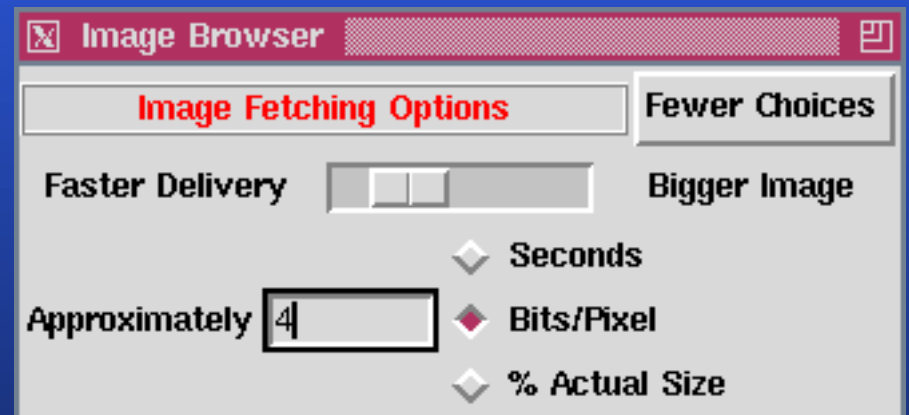 Image Browser
Image Fetching Options
Fewer Choices
Faster Delivery
Bigger Image
Seconds
Approximately 4
Bits/Pixel
% Actual Size